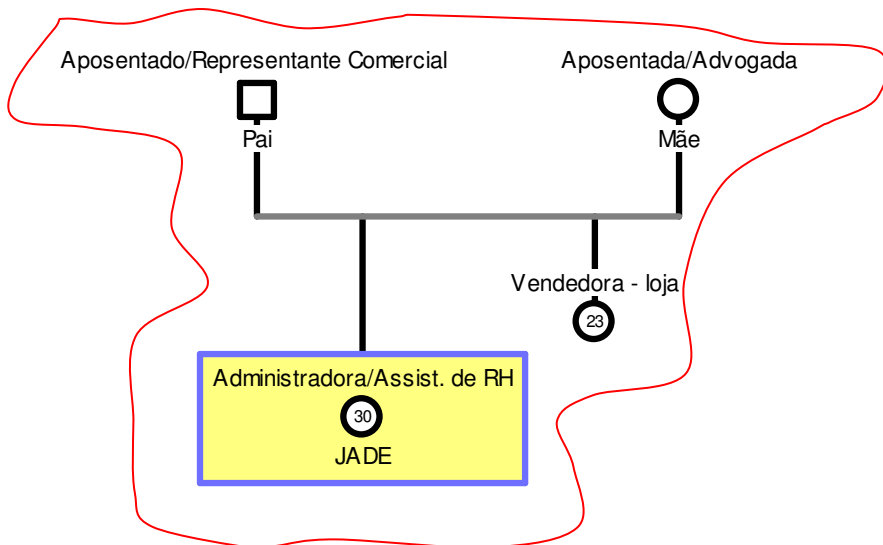 Aposentado/Representante Comercial
Aposentada/Advogada
Pai
Mãe
Vendedora - loja
23
Administradora/Assist. de RH
30
JADE